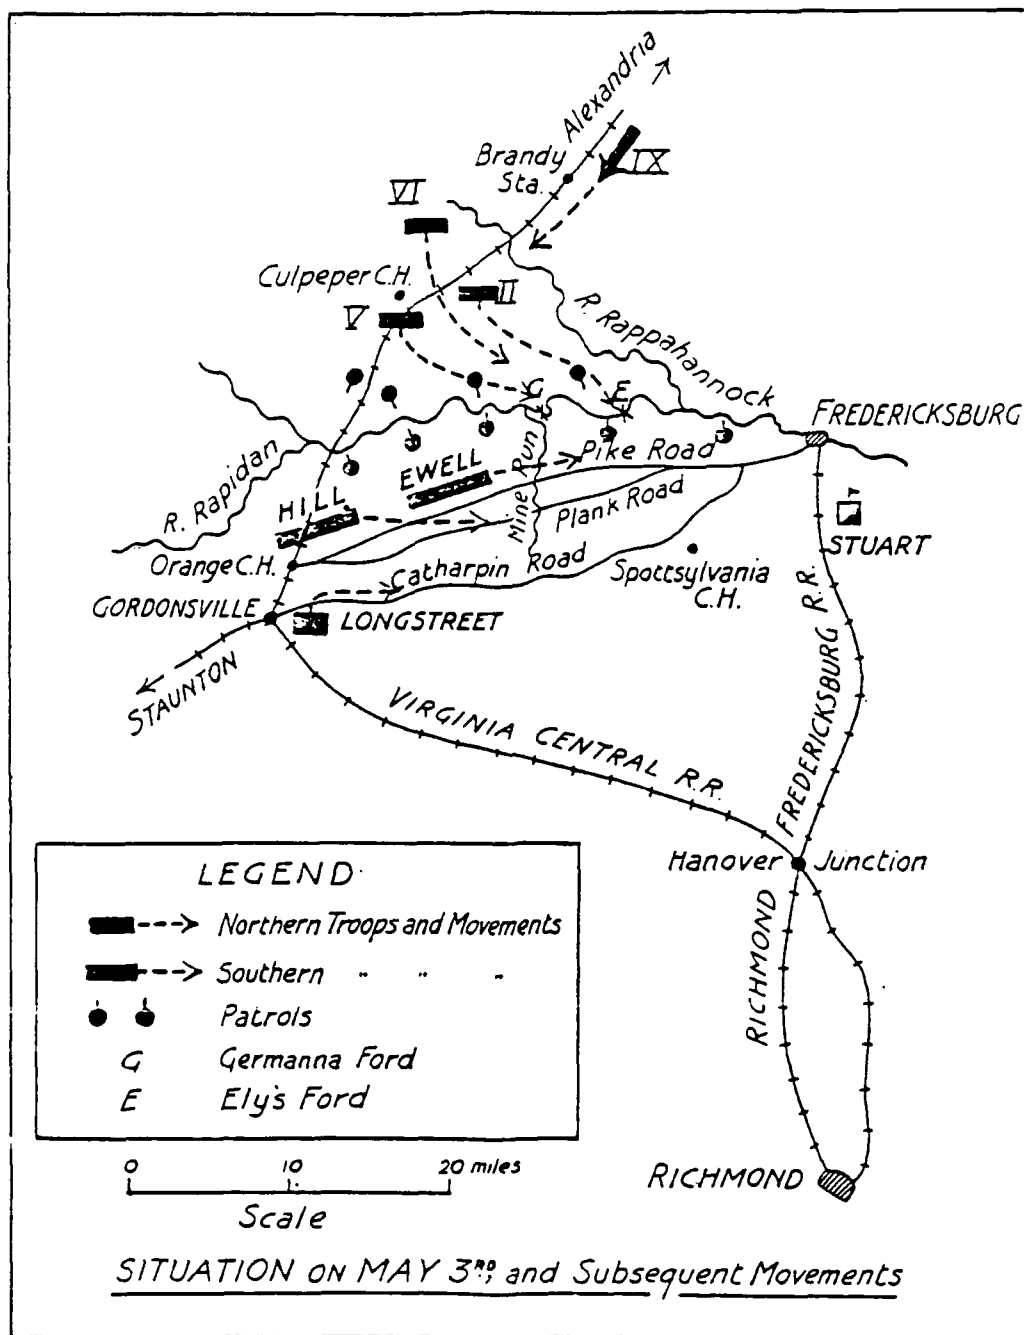 Alexandria
Brandy
Sta.
IX
VI
Culpeper C.H.
II
V
R. Rappahannock
G
E
FREDERICKSBURG
R. Rapidan
Mine Run
Pike Road
EWELL
HILL
Plank Road
STUART
Orange C.H.
Catharpin Road
Spottsylvania
C.H.
GORDONSVILLE
LONGSTREET
STAUNTON
VIRGINIA CENTRAL R.R.
FREDERICKSBURG R.R.
Hanover Junction
RICHMOND
RICHMOND
LEGEND
Northern Troops and Movements
Southern " " "
Patrols
G Germanna Ford
E Ely's Ford
0 10 20 miles
Scale
SITUATION ON MAY 3RD, and Subsequent Movements